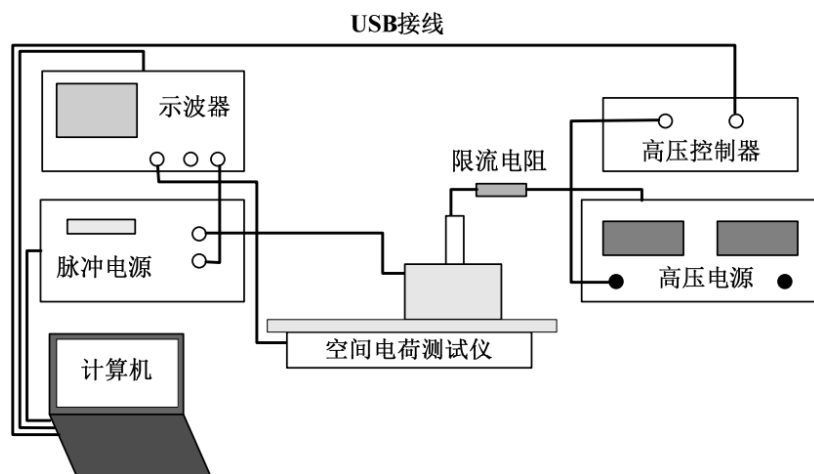 USB接线
示波器
高压控制器
限流电阻
脉冲电源
高压电源
空间电荷测试仪
计算机